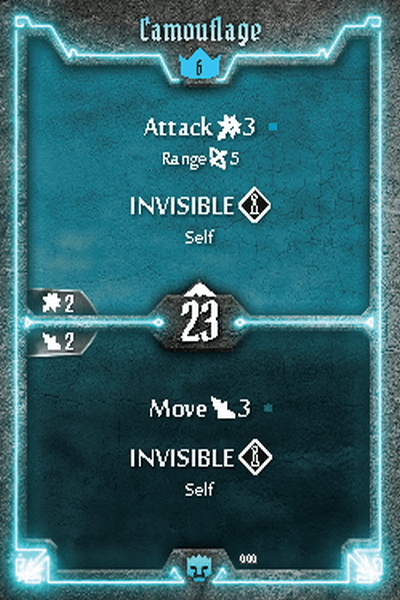 Camouflage
6
Attack 3
Range 5
INVISIBLE
Self
2
23
2
Move 3
INVISIBLE
Self
000